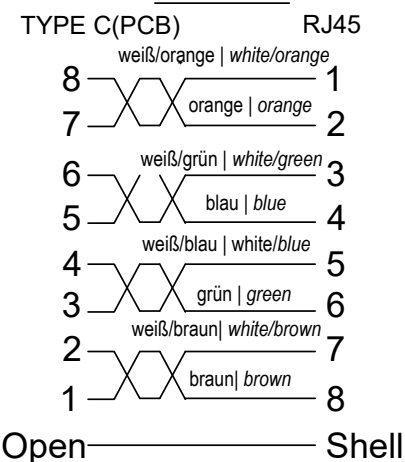 TYPE C(PCB) RJ45
weiß/orange | white/orange
8 1
orange | orange
7 2
weiß/grün | white/green
6 3
blau | blue
5 4
weiß/blau | white/blue
4 5
grün | green
3 6
weiß/braun| white/brown
2 7
braun| brown
1 8
Open Shell